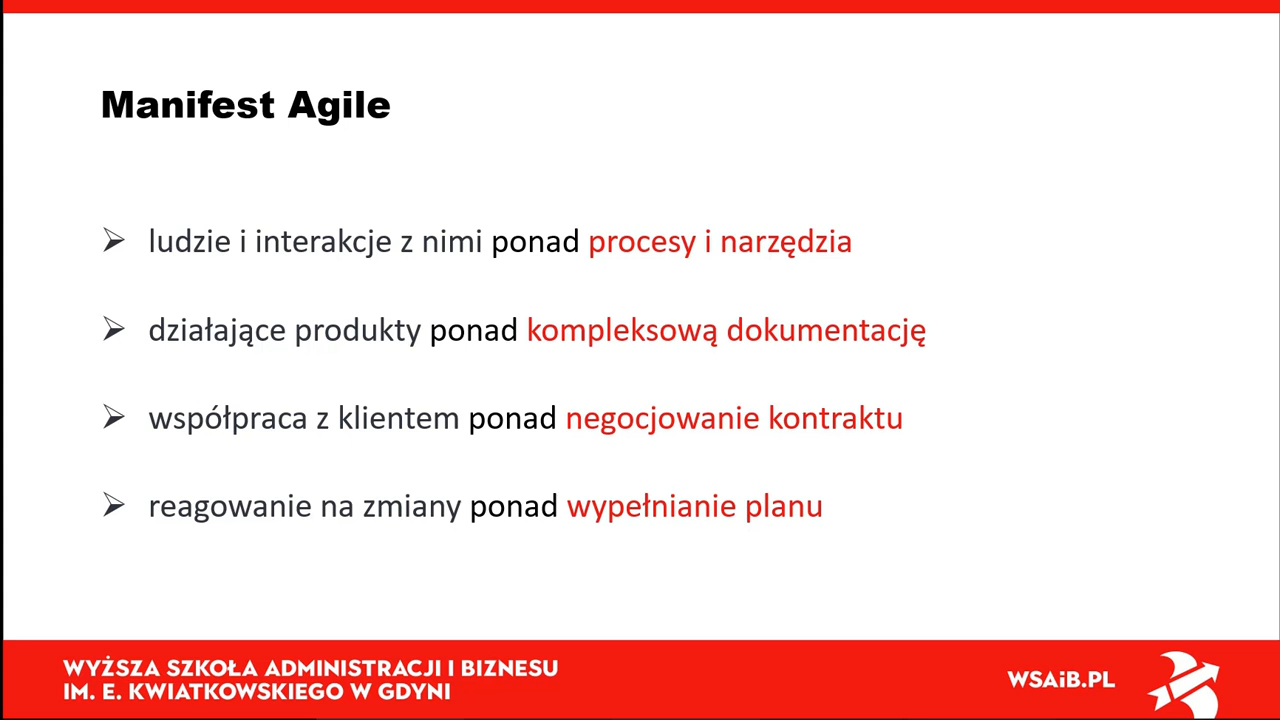 Manifest Agile
ludzie i interakcje z nimi ponad procesy i narzędzia
działające produkty ponad kompleksową dokumentację
współpraca z klientem ponad negocjowanie kontraktu
reagowanie na zmiany ponad wypełnianie planu
WYŻSZA SZKOŁA ADMINISTRACJI I BIZNESU
IM. E. KWIATKOWSKIEGO W GDYNI
WSAiB.PL